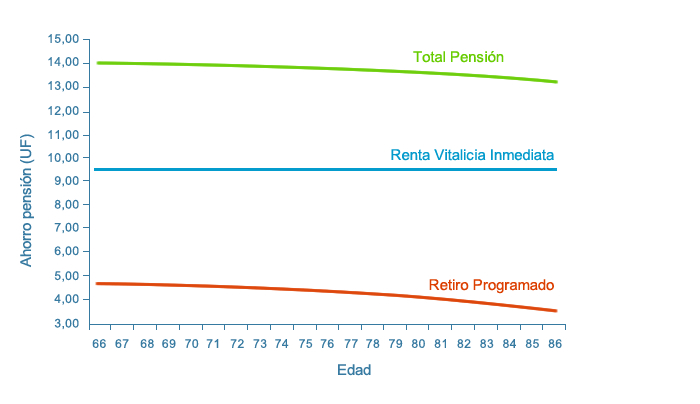 15,00
14,00
Total Pensión
13,00
12,00
11,00
10,00
Renta Vitalicia Inmediata
9,00
8,00
7,00
6,00
5,00
Retiro Programado
4,00
3,00
Ahorro pensión (UF)
66 67 68 69 70 71 72 73 74 75 76 77 78 79 80 81 82 83 84 85 86
Edad